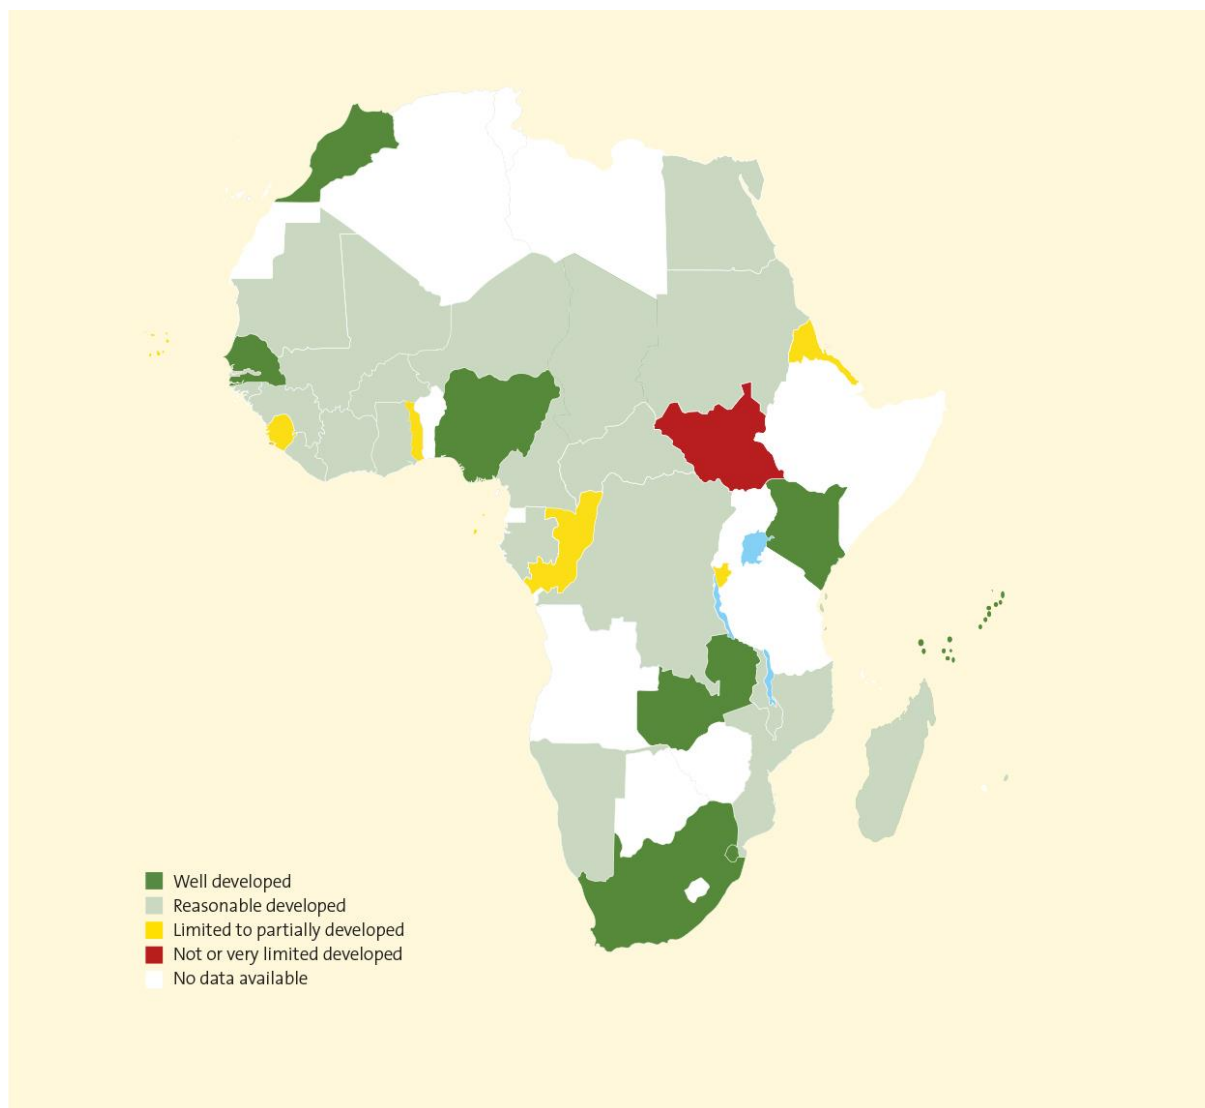 Well developed
Reasonable developed
Limited to partially developed
Not or very limited developed
No data available